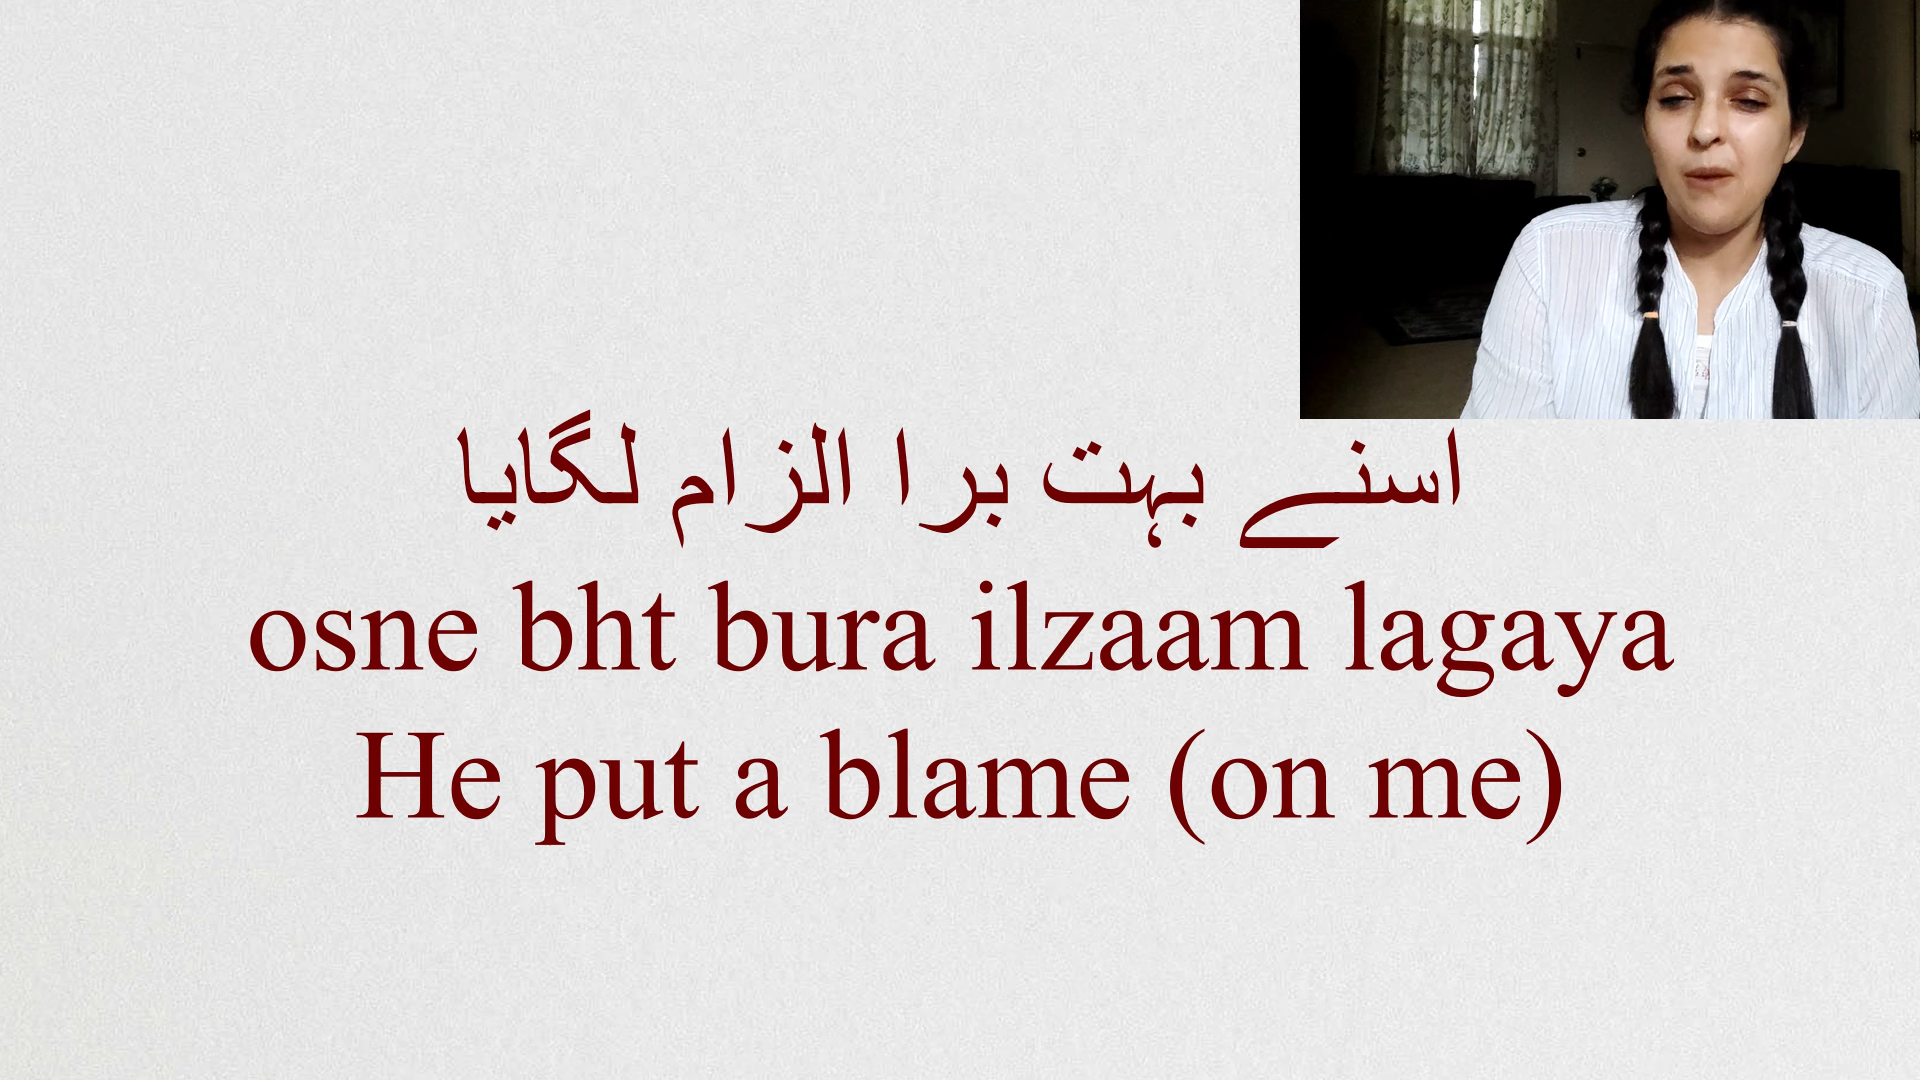 اسنے بہت برا الزام لگایا
osne bht bura ilzaam lagaya
He put a blame (on me)